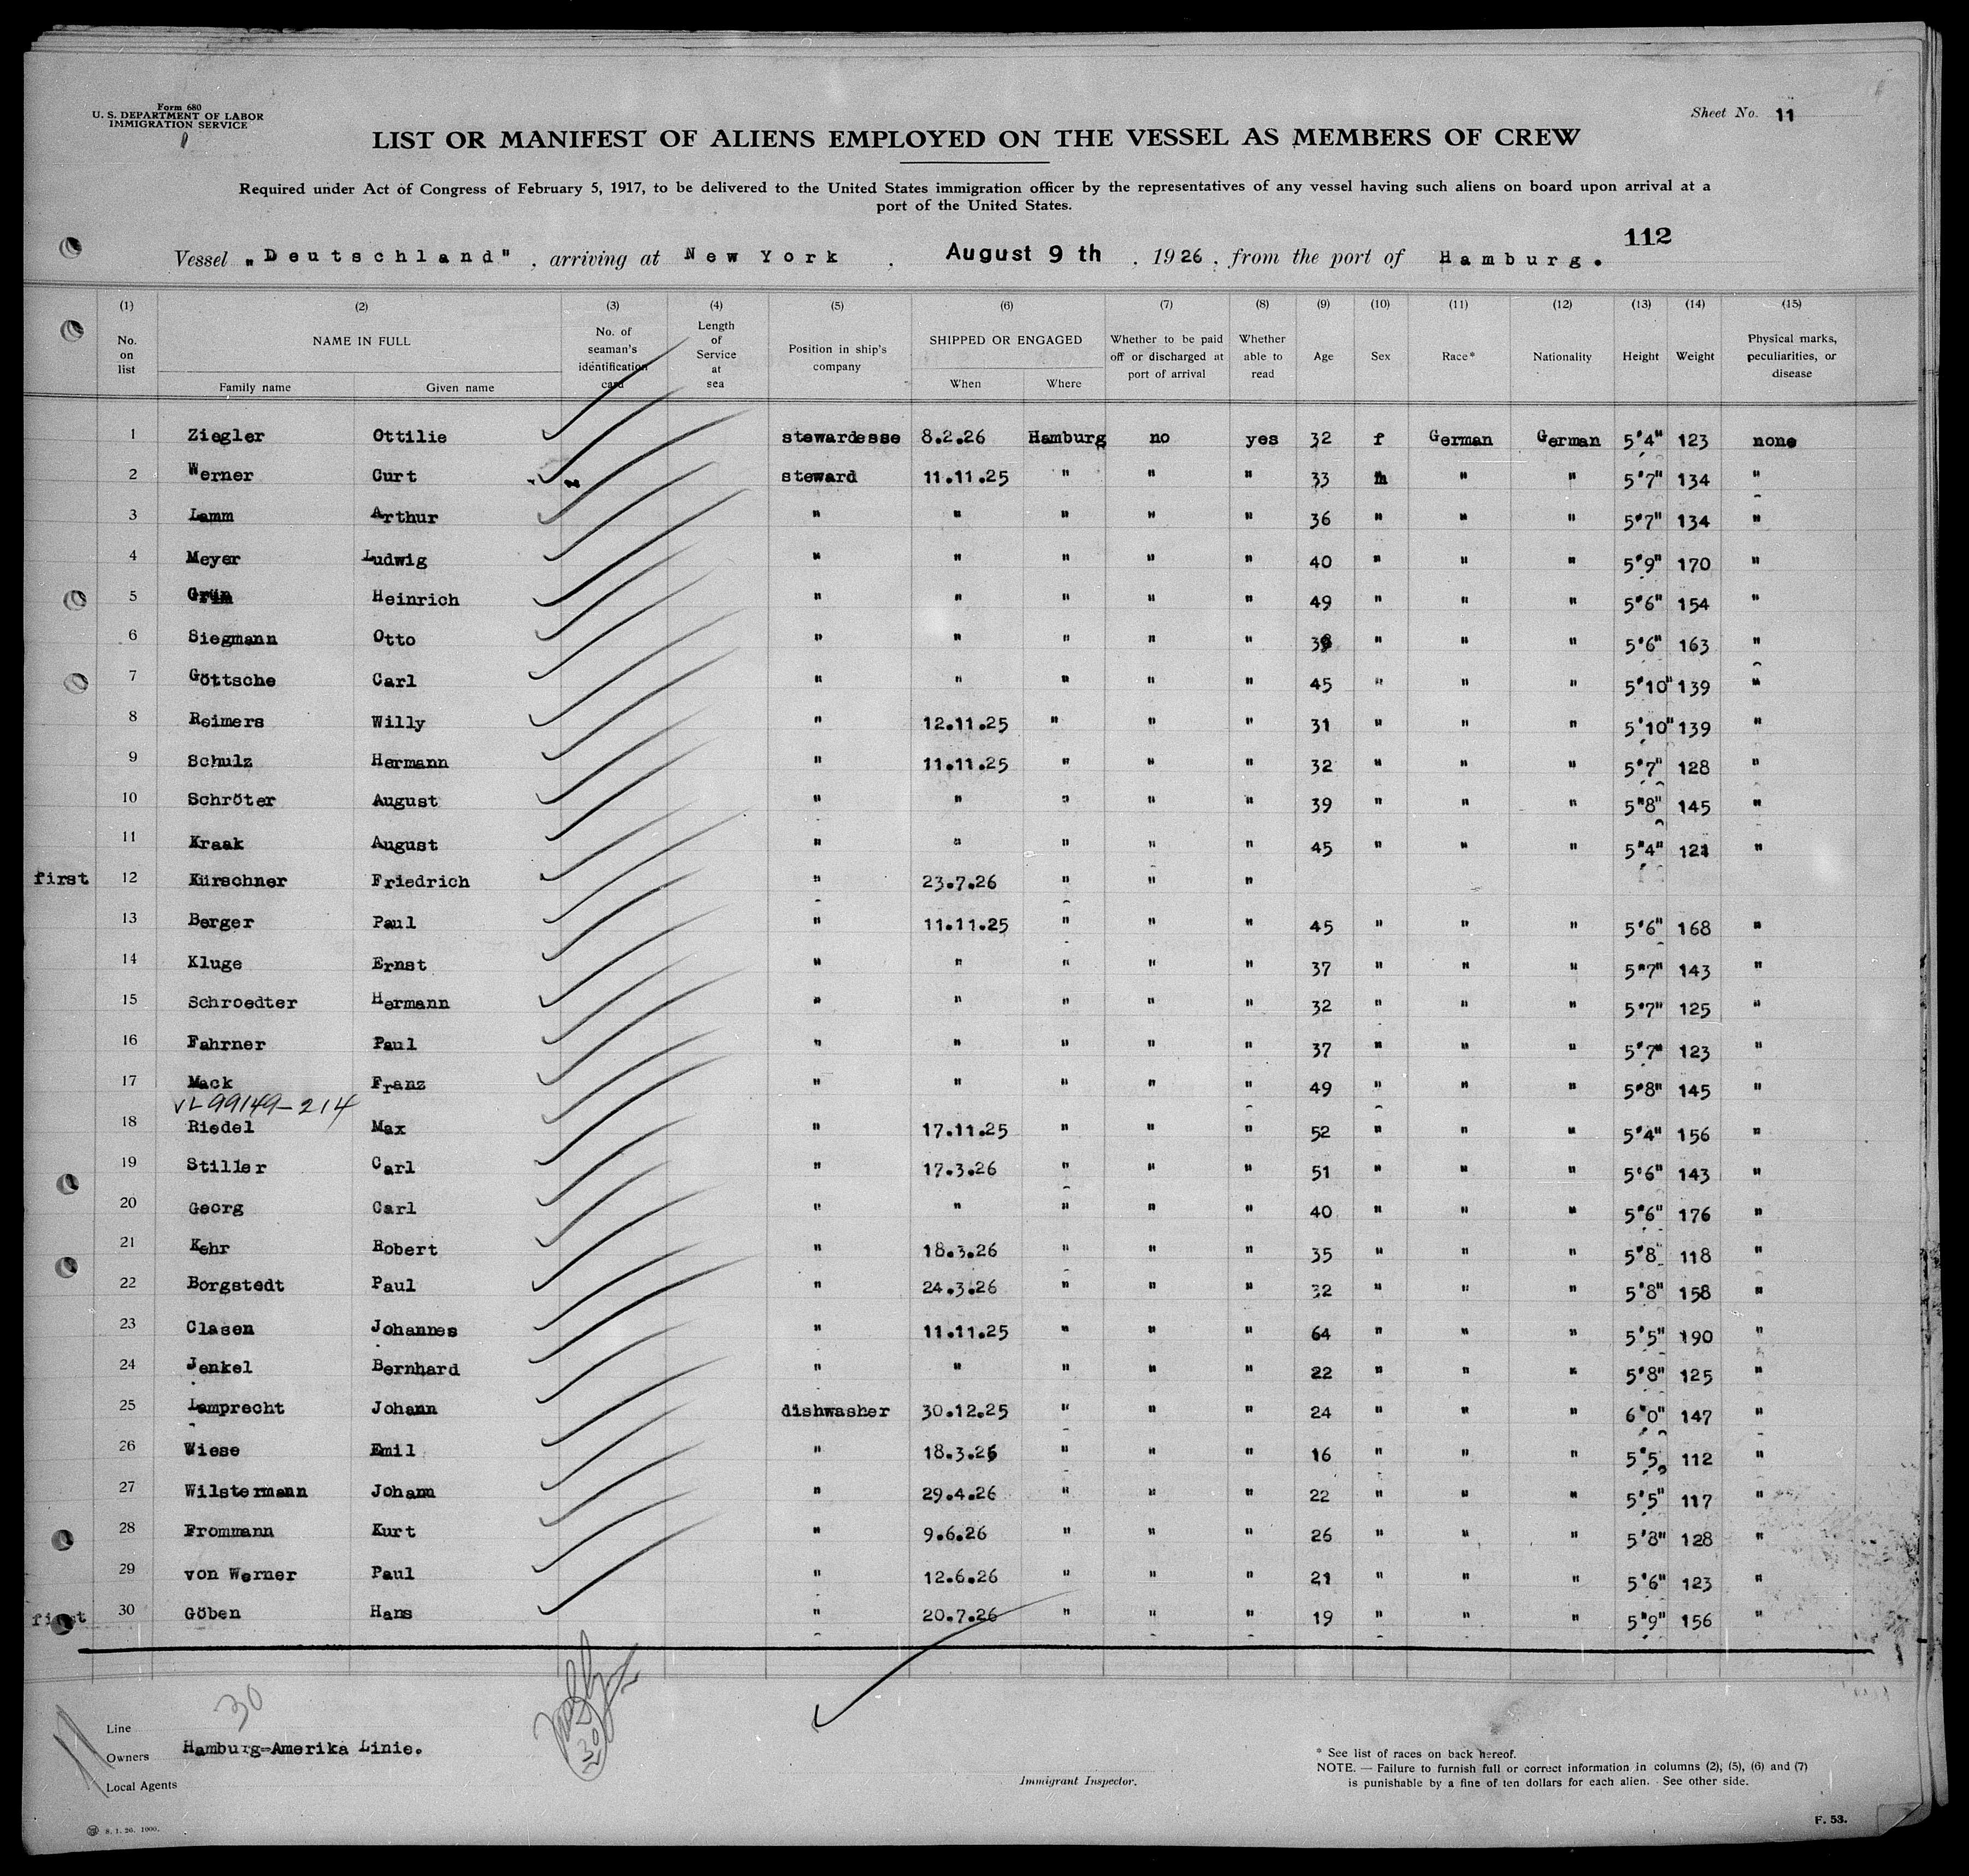 Form 680
U. S. DEPARTMENT OF LABOR
IMMIGRATION SERVICE
Sheet No. 11
LIST OR MANIFEST OF ALIENS EMPLOYED ON THE VESSEL AS MEMBERS OF CREW
Required under Act of Congress of February 5, 1917, to be delivered to the United States immigration officer by the representatives of any vessel having such aliens on board upon arrival at a
port of the United States.
112
Vessel „Deutschland" , arriving at New York , August 9 th , 1926 , from the port of Hamburg.
(1) (2) (3) (4) (5) (6) (7) (8) (9) (10) (11) (12) (13) (14) (15)
No. on list NAME IN FULL Family name Given name No. of seaman's identification card Length of Service at sea Position in ship's company SHIPPED OR ENGAGED When Where Whether to be paid off or discharged at port of arrival Whether able to read Age Sex Race* Nationality Height Weight Physical marks, peculiarities, or disease
1 Ziegler Ottilie stewardesse 8.2.26 Hamburg no yes 32 f German German 5'4" 123 none
2 Werner Curt steward 11.11.25 " " " 33 m " " 5'7" 134 "
3 Lamm Arthur " " " " " 36 " " " 5'7" 134 "
4 Meyer Ludwig " " " " " 40 " " " 5'9" 170 "
5 Grün Heinrich " " " " " 49 " " " 5'6" 154 "
6 Siegmann Otto " " " " " " " " 5'6" 163 "
7 Göttsche Carl " " " " " 45 " " " 5'10" 139 "
8 Reimers Willy " 12.11.25 " " " 31 " " " 5'10" 139 "
9 Schulz Hermann " 11.11.25 " " " 32 " " " 5'7" 128 "
10 Schröter August " " " " " 39 " " " 5'8" 145 "
11 Kraak August " " " " " 45 " " " 5'4" 121 "
first 12 Kürschner Friedrich " 23.7.26 " " "
13 Berger Paul " 11.11.25 " " " 45 " " " 5'6" 168 "
14 Kluge Ernst " " " " " 37 " " " 5'7" 143 "
15 Schroedter Hermann " " " " " 32 " " " 5'7" 125 "
16 Fahrner Paul " " " " " 37 " " " 5'7" 123 "
17 Mack Franz " " " " " 49 " " " 5'8" 145 "
VL 99149-214
18 Riedel Max " 17.11.25 " " " 52 " " " 5'4" 156 "
19 Stiller Carl " 17.3.26 " " " 51 " " " 5'6" 143 "
20 Georg Carl " " " " " 40 " " " 5'6" 176 "
21 Kehr Robert " 18.3.26 " " " 35 " " " 5'8 118 "
22 Borgstedt Paul " 24.3.26 " " " 32 " " " 5'8" 158 "
23 Clasen Johannes " 11.11.25 " " " 64 " " " 5'5" 190 "
24 Jenkel Bernhard " " " " " 22 " " " 5'8" 125 "
25 Lamprecht Johann dishwasher 30.12.25 " " " 24 " " " 6'0" 147 "
26 Wiese Emil " 18.3.26 " " " 16 " " " 5'5 112 "
27 Wilstermann Johann " 29.4.26 " " " 22 " " " 5'5" 117 "
28 Frommann Kurt " 9.6.26 " " " 26 " " " 5'8" 128 "
29 von Werner Paul " 12.6.26 " " " 21 " " " 5'6" 123 "
first 30 Göben Hans " 20.7.26 " " " 19 " " " 5'9" 156 "
30
30
11
Line
Owners Hamburg-Amerika Linie.
Local Agents
Immigrant Inspector.
* See list of races on back hereof.
NOTE. — Failure to furnish full or correct information in columns (2), (5), (6) and (7)
is punishable by a fine of ten dollars for each alien. See other side.
8. 1. 26. 1000.
F. 53.